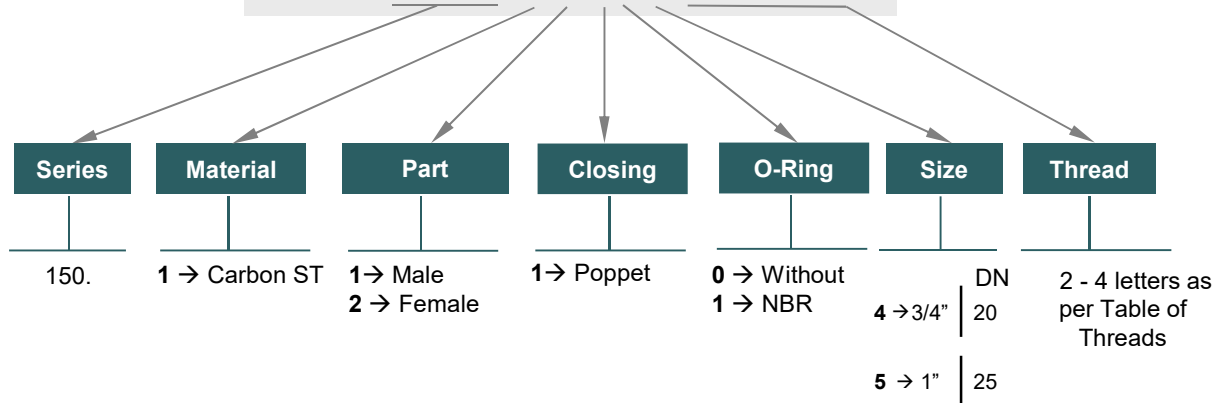 Series Material Part Closing O-Ring Size Thread
150. 1 → Carbon ST 1→ Male 1→ Poppet 0 → Without DN 2 - 4 letters as
2 → Female 1 → NBR 4 →3/4” 20 per Table of
Threads
5 → 1” 25